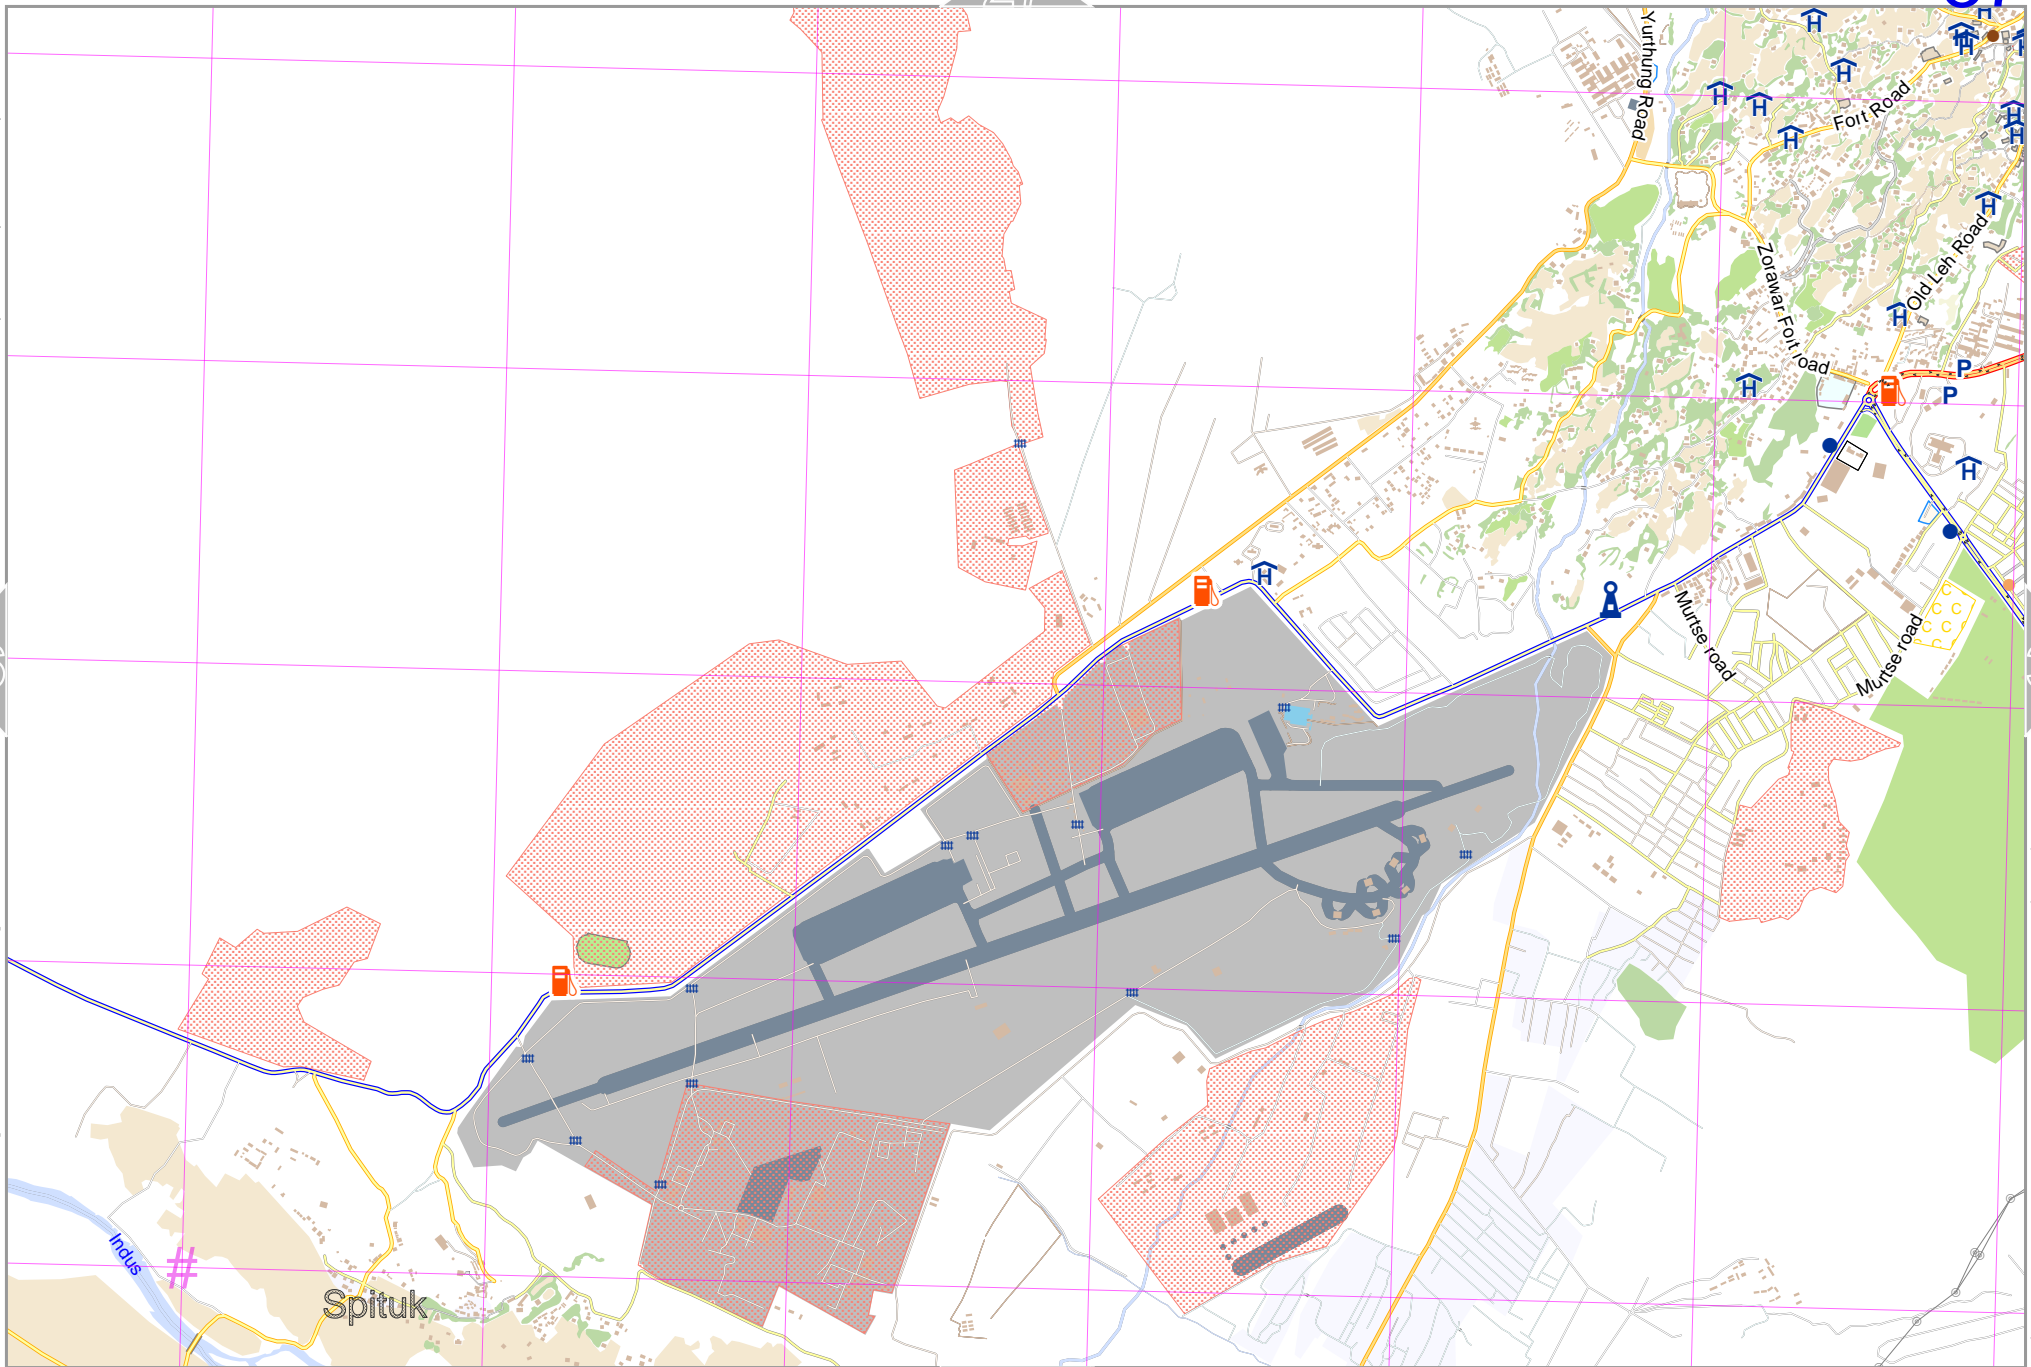 Yurthung Road
Fort Road
Old Leh Road
Zorawar Fort road
P
P
Murtse road
Murtse road
C
C C
C C C
C C
Indus
#
Spituk
H
H
H
H
H
H
H
H
H
H
H
H
H